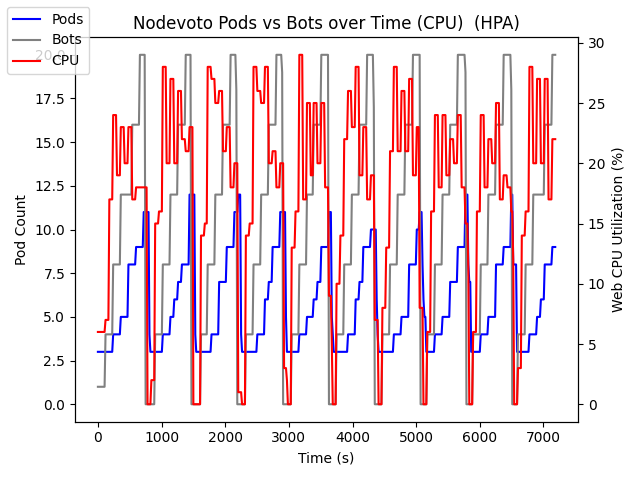 Nodevoto Pods vs Bots over Time (CPU)  (HPA)
Pods
Bots
CPU
20.0
17.5
15.0
12.5
10.0
7.5
5.0
2.5
0.0
Pod Count
30
25
20
15
10
5
0
Web CPU Utilization (%)
0 1000 2000 3000 4000 5000 6000 7000
Time (s)